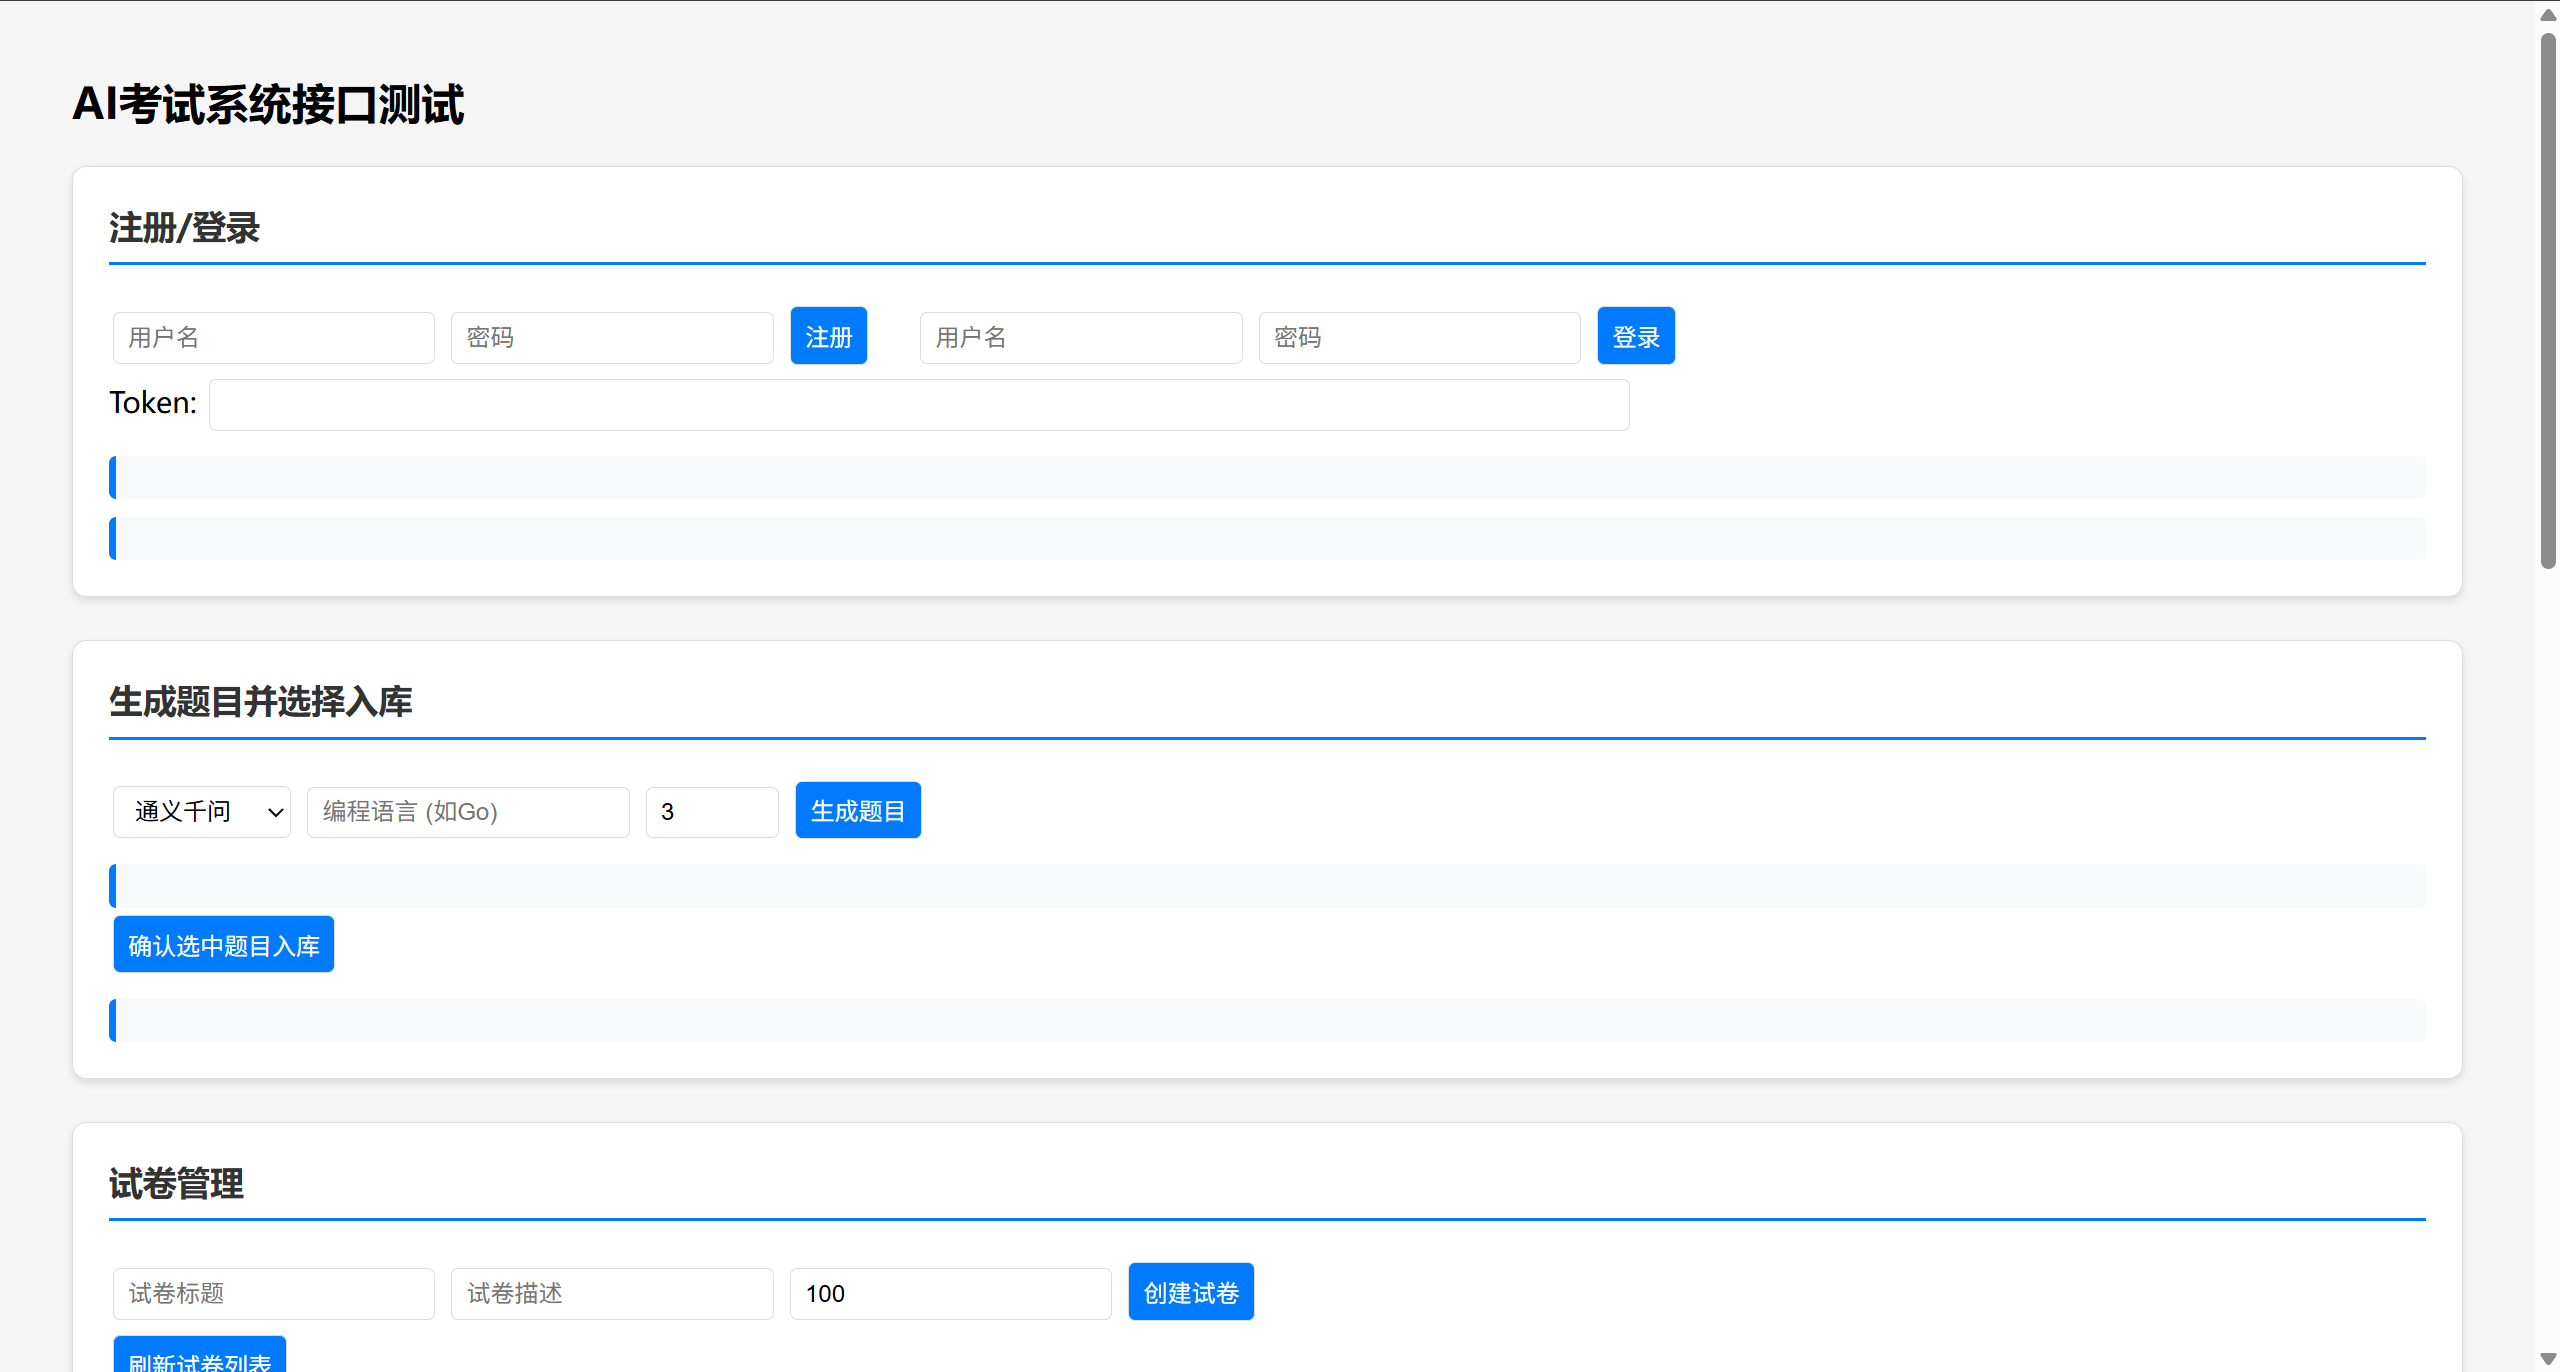 AI考试系统接口测试
注册/登录
用户名 密码 注册 用户名 密码 登录
Token:
生成题目并选择入库
通义千问 编程语言 (如Go) 3 生成题目
确认选中题目入库
试卷管理
试卷标题 试卷描述 100 创建试卷
刷新试卷列表